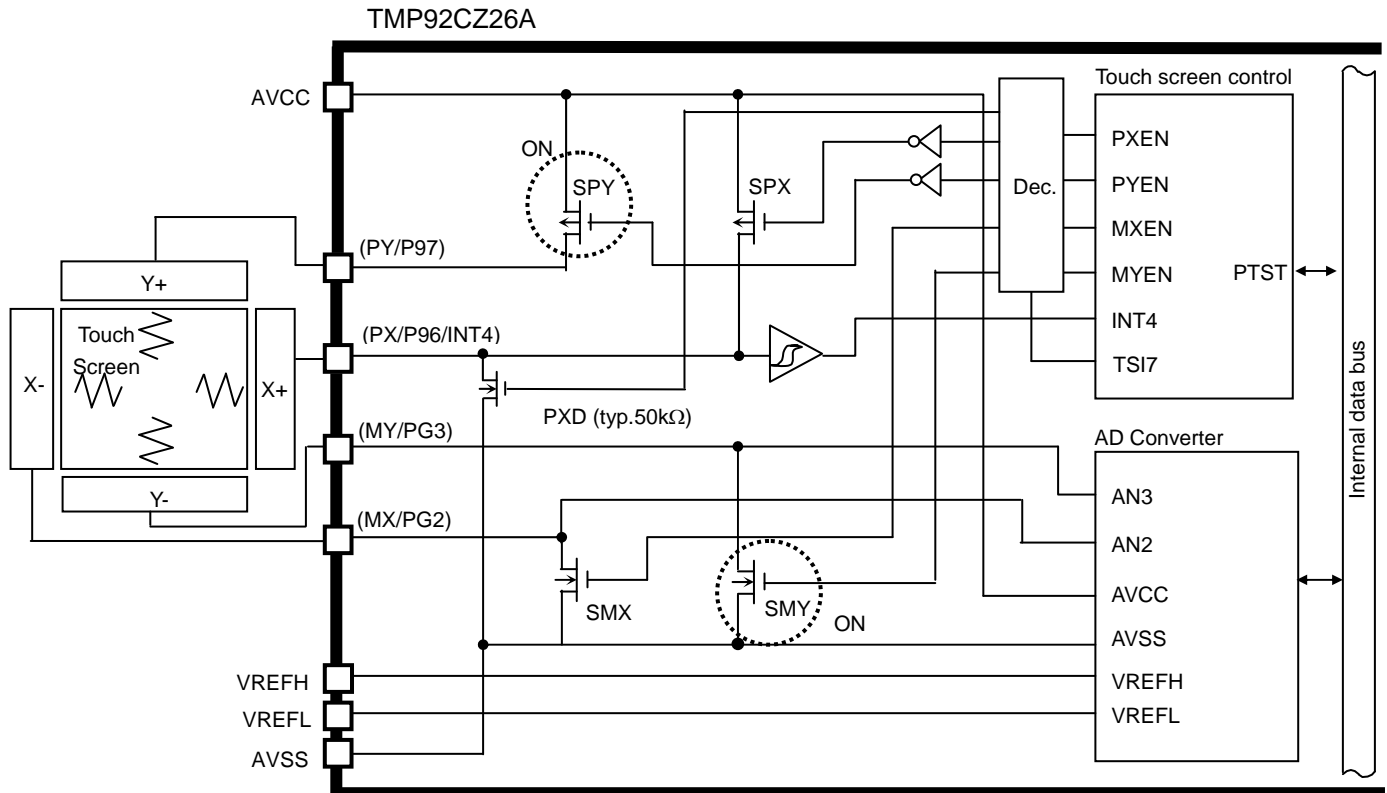 TMP92CZ26A
AVCC
ON
SPY
SPX
Dec.
Touch screen control
PXEN
PYEN
MXEN
MYEN
PTST
INT4
TSI7
Internal data bus
(PY/P97)
Y+
Touch
Screen
X-
X+
Y-
(PX/P96/INT4)
PXD (typ.50kΩ)
(MY/PG3)
(MX/PG2)
SMX
SMY
ON
AD Converter
AN3
AN2
AVCC
AVSS
VREFH
VREFL
VREFH
VREFL
AVSS